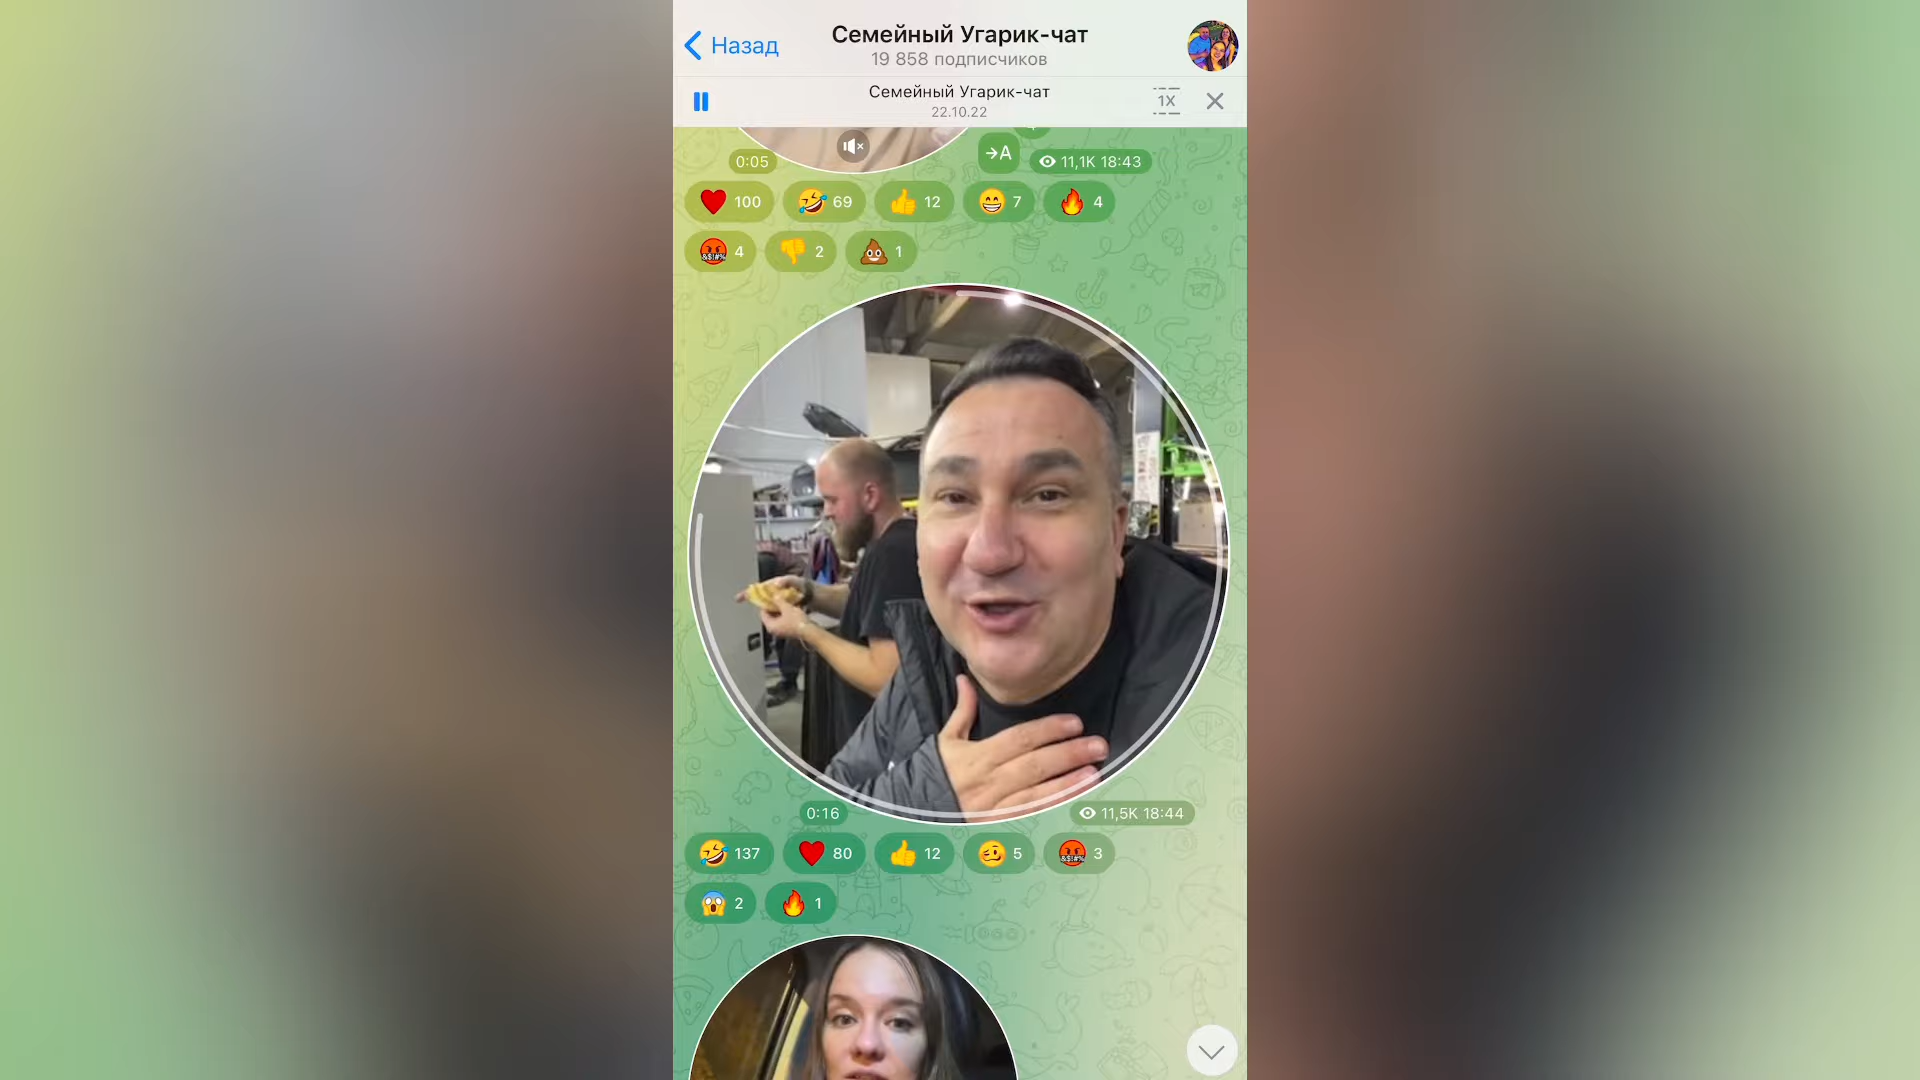 Назад
Семейный Угарик-чат
19 858 подписчиков
Семейный Угарик-чат
22.10.22
1X
0:05
→A
11,1K 18:43
100
69
12
7
4
4
2
1
0:16
11,5K 18:44
137
80
12
5
3
2
1